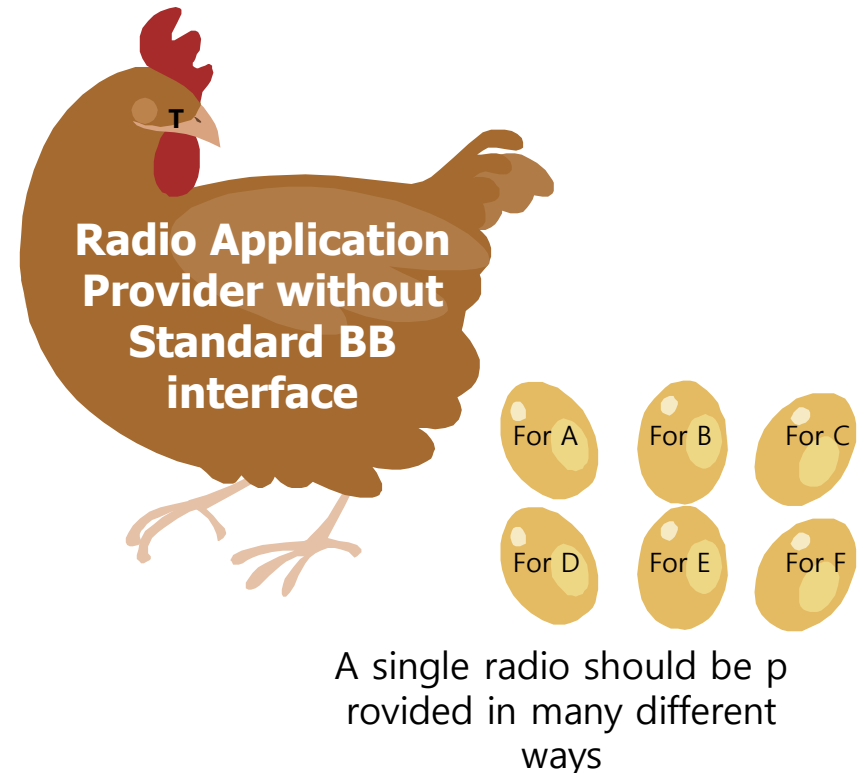 T
Radio Application
Provider without
Standard BB
interface
For A
For B
For C
For D
For E
For F
A single radio should be p
rovided in many different
ways